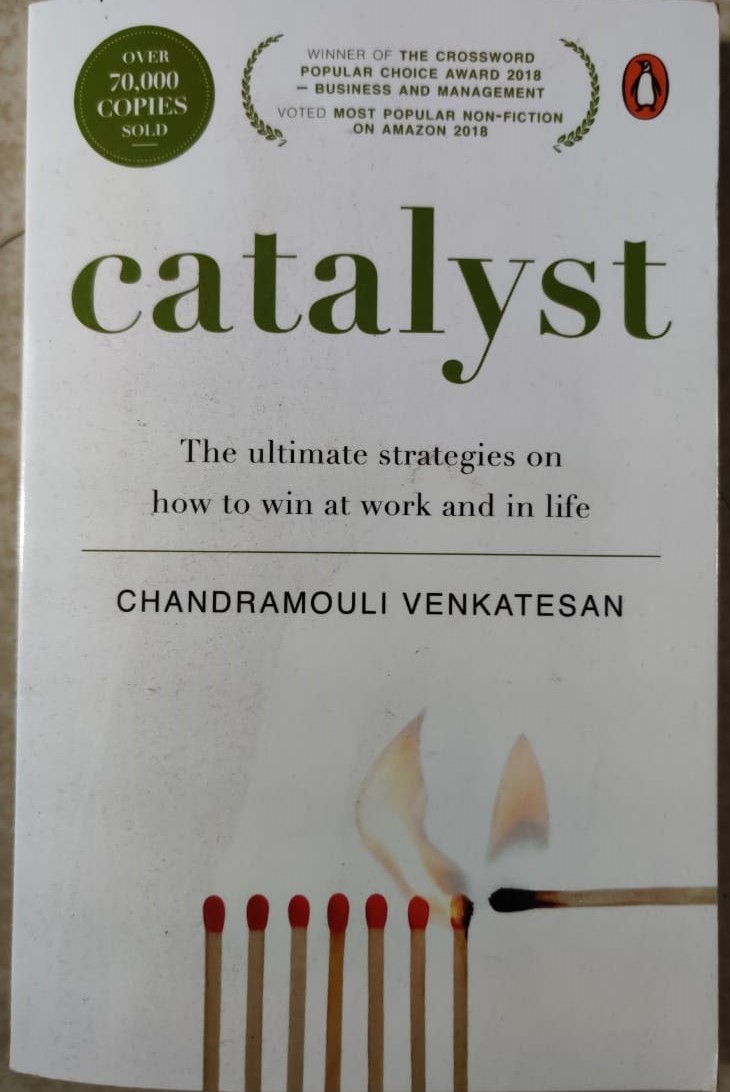 OVER
70,000
COPIES
SOLD
WINNER OF THE CROSSWORD
POPULAR CHOICE AWARD 2018
– BUSINESS AND MANAGEMENT
VOTED MOST POPULAR NON-FICTION
ON AMAZON 2018
catalyst
The ultimate strategies on
how to win at work and in life
CHANDRAMOULI VENKATESAN